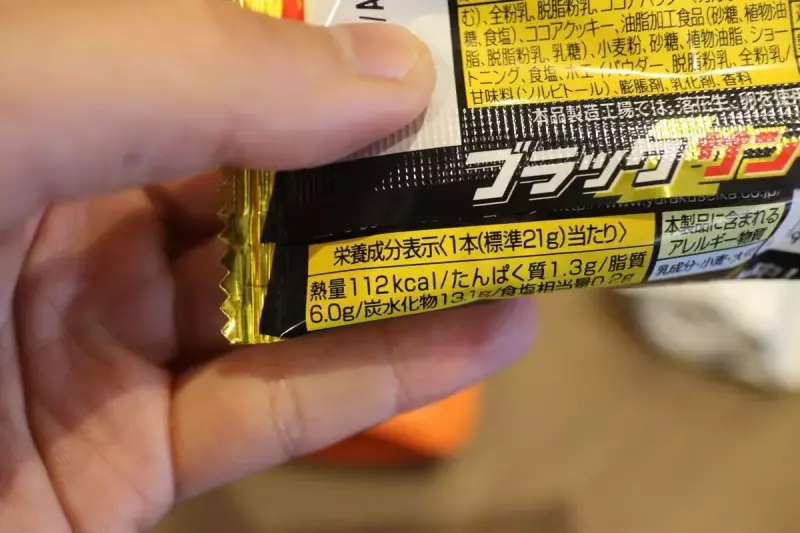 む)、全粉乳、脱脂粉乳、ココアバター
糖、食塩)、ココアクッキー、油脂加工食品(砂糖、植物油
脂、脱脂粉乳、乳糖)、小麦粉、砂糖、植物油脂、ショー
トニング、食塩、ホエイパウダー、脱脂粉乳、全粉乳/
甘味料(ソルビトール)、膨脹剤、乳化剤、香料
本品製造工場では、落花生、卵を使用
ブラックサン
http://www.yurakuseika.co.jp/
栄養成分表示〈1本(標準21g)当たり〉
熱量112kcal/たんぱく質1.3g/脂質
6.0g/炭水化物13.1g/食塩相当量0.2g
本製品に含まれる
アレルギー物質
乳成分・小麦・大